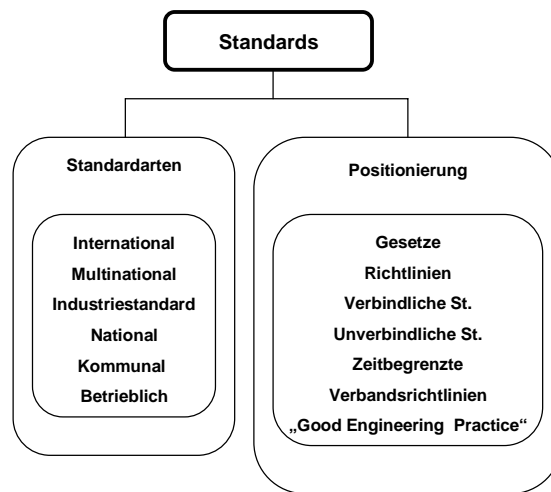 Standards
Standardarten
International
Multinational
Industriestandard
National
Kommunal
Betrieblich
Positionierung
Gesetze
Richtlinien
Verbindliche St.
Unverbindliche St.
Zeitbegrenzte
Verbandsrichtlinien
„Good Engineering Practice“